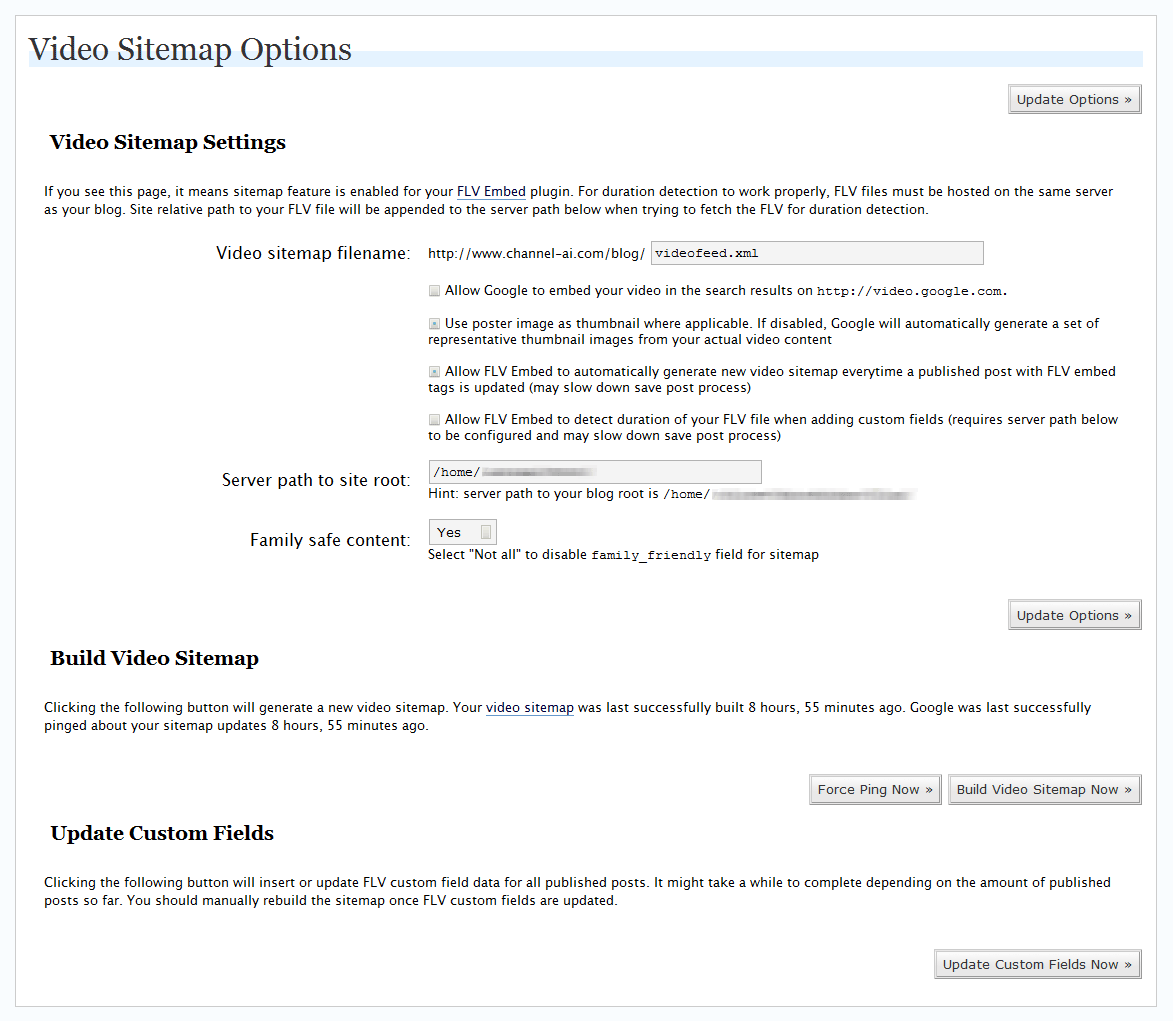 Video Sitemap Options
Update Options »
Video Sitemap Settings
If you see this page, it means sitemap feature is enabled for your FLV Embed plugin. For duration detection to work properly, FLV files must be hosted on the same server
as your blog. Site relative path to your FLV file will be appended to the server path below when trying to fetch the FLV for duration detection.
Video sitemap filename: http://www.channel-ai.com/blog/ videofeed.xml
Allow Google to embed your video in the search results on http://video.google.com.
Use poster image as thumbnail where applicable. If disabled, Google will automatically generate a set of
representative thumbnail images from your actual video content
Allow FLV Embed to automatically generate new video sitemap everytime a published post with FLV embed
tags is updated (may slow down save post process)
Allow FLV Embed to detect duration of your FLV file when adding custom fields (requires server path below
to be configured and may slow down save post process)
Server path to site root: /home/
Hint: server path to your blog root is /home/
Family safe content: Yes
Select "Not all" to disable family_friendly field for sitemap
Update Options »
Build Video Sitemap
Clicking the following button will generate a new video sitemap. Your video sitemap was last successfully built 8 hours, 55 minutes ago. Google was last successfully
pinged about your sitemap updates 8 hours, 55 minutes ago.
Force Ping Now » Build Video Sitemap Now »
Update Custom Fields
Clicking the following button will insert or update FLV custom field data for all published posts. It might take a while to complete depending on the amount of published
posts so far. You should manually rebuild the sitemap once FLV custom fields are updated.
Update Custom Fields Now »